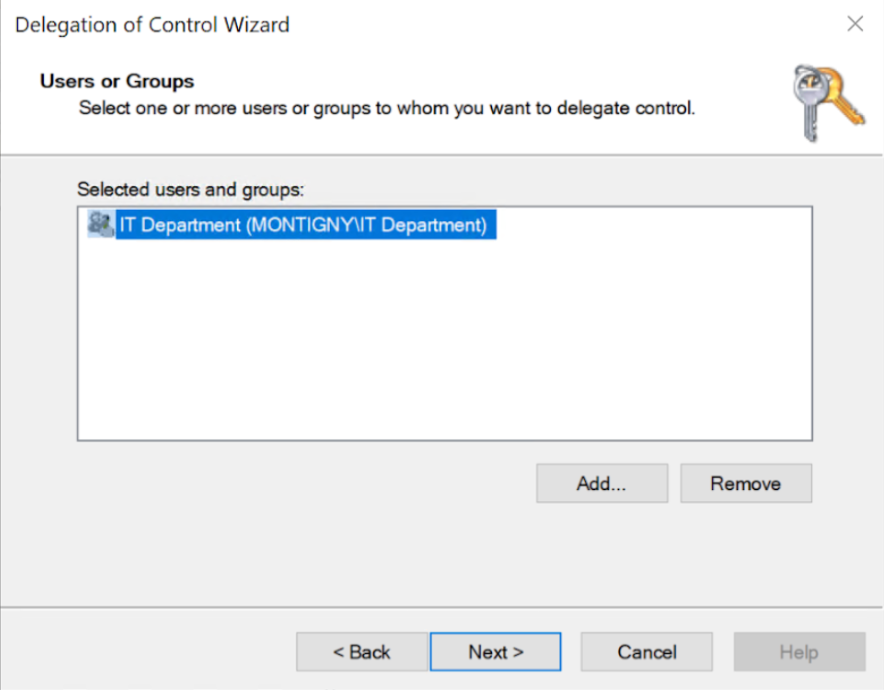 Delegation of Control Wizard
Users or Groups
Select one or more users or groups to whom you want to delegate control.
Selected users and groups:
IT Department (MONTIGNY\IT Department)
Add...
Remove
< Back
Next >
Cancel
Help